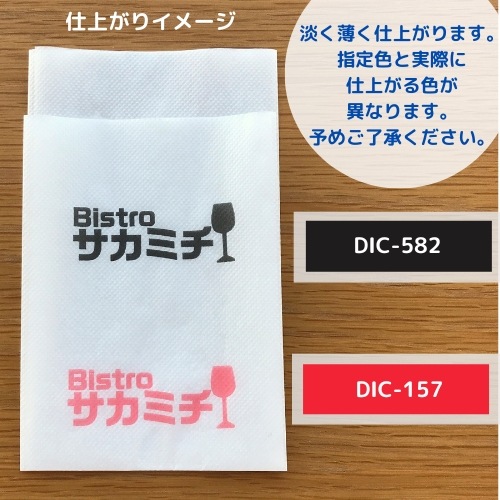 仕上がりイメージ
淡く薄く仕上がります。
指定色と実際に
仕上がる色が
異なります。
予めご了承ください。
Bistro
サカミチ
DIC-582
Bistro
サカミチ
DIC-157